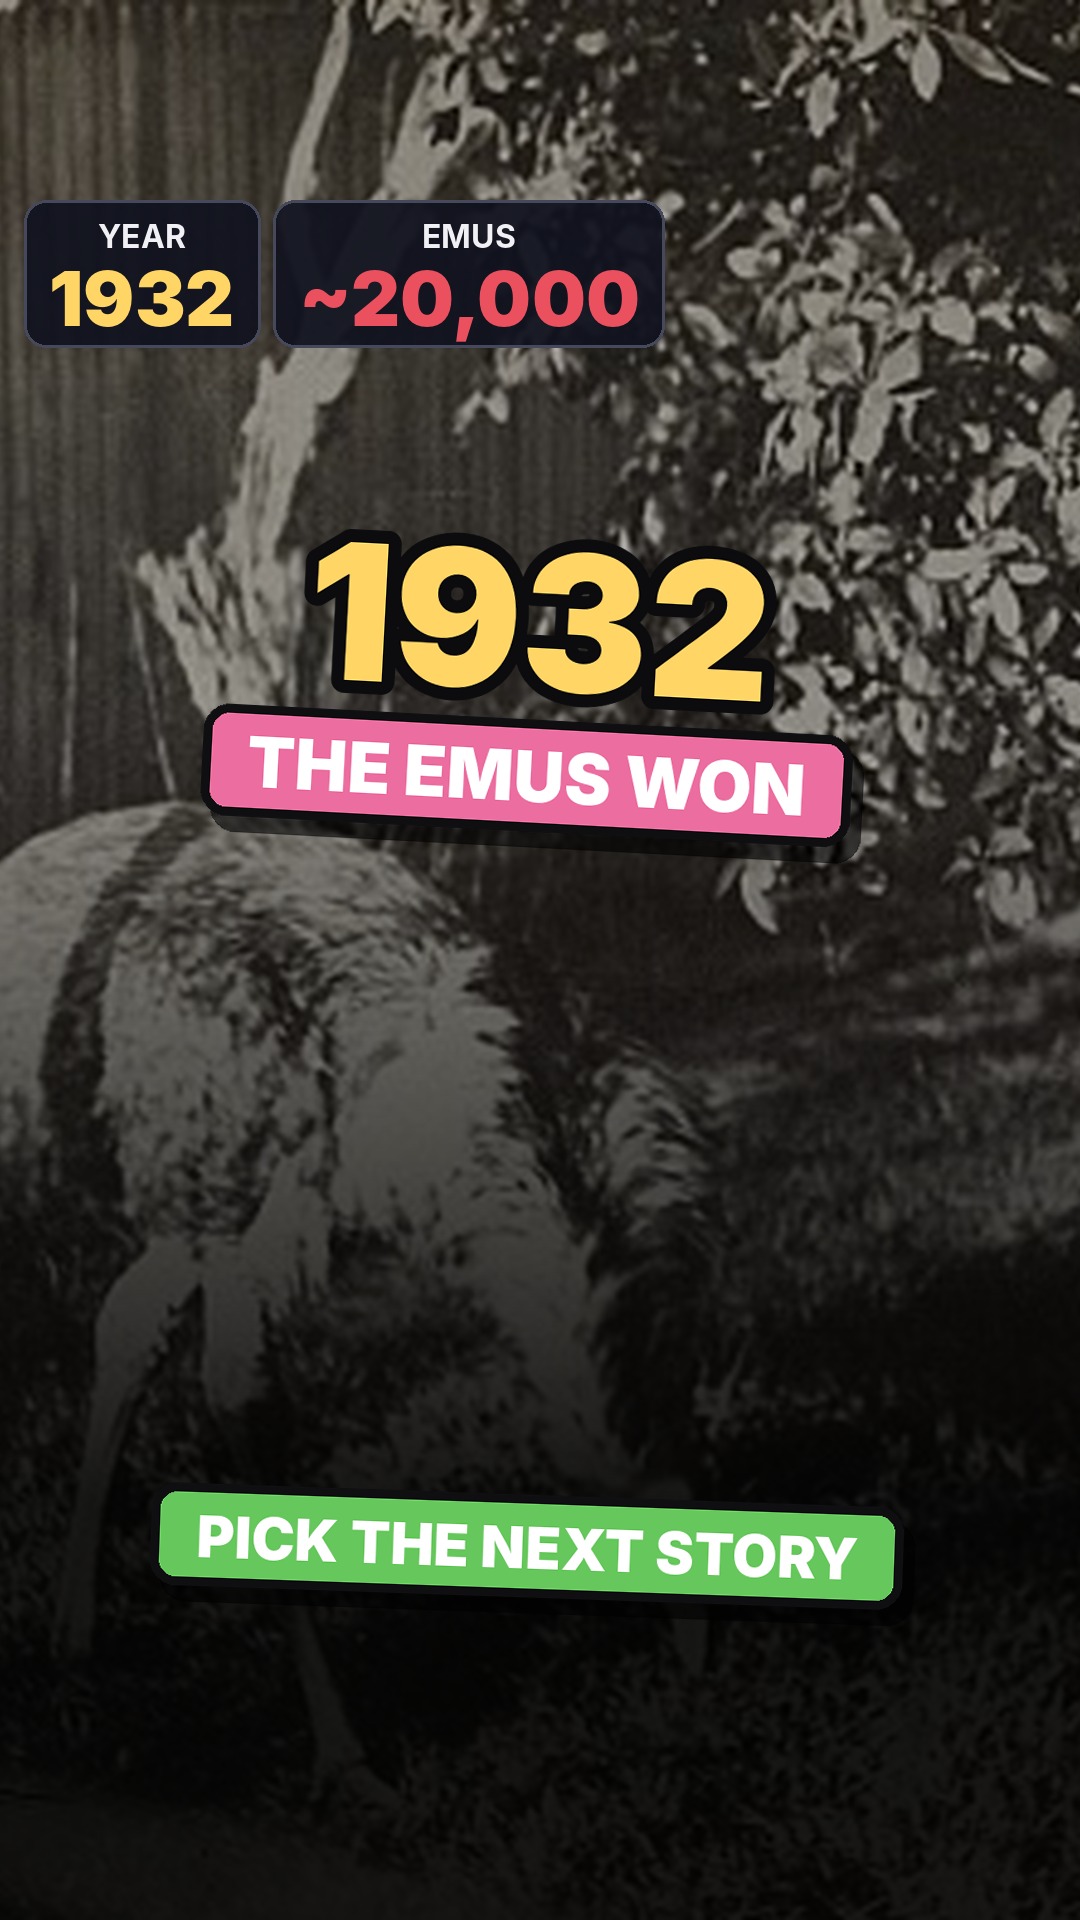 YEAR
1932
EMUS
~20,000
1932
THE EMUS WON
PICK THE NEXT STORY